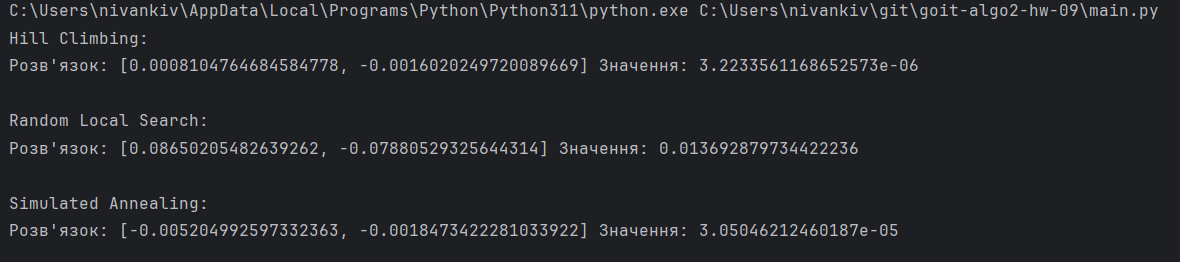 C:\Users\nivankiv\AppData\Local\Programs\Python\Python311\python.exe C:\Users\nivankiv\git\goit-algo2-hw-09\main.py
Hill Climbing:
Розв'язок: [0.0008104764684584778, -0.0016020249720089669] Значення: 3.2233561168652573e-06
Random Local Search:
Розв'язок: [0.08650205482639262, -0.07880529325644314] Значення: 0.013692879734422236
Simulated Annealing:
Розв'язок: [-0.005204992597332363, -0.0018473422281033922] Значення: 3.05046212460187e-05